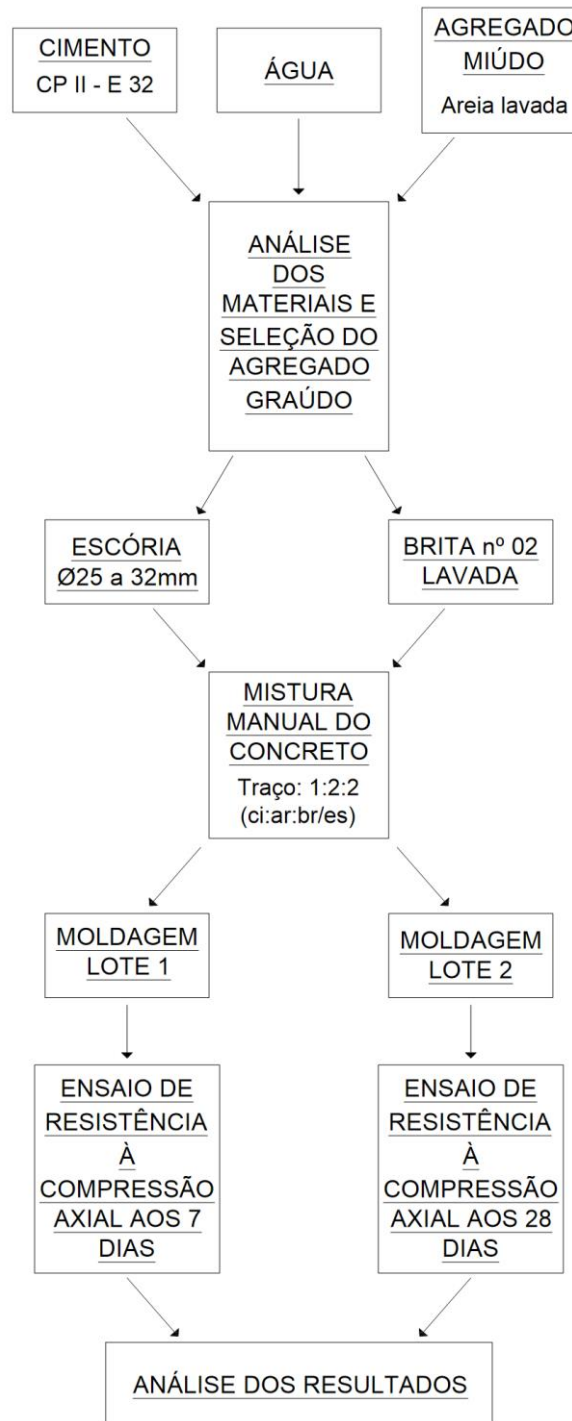 CIMENTO
CP II - E 32
ÁGUA
AGREGADO
MIÚDO
Areia lavada
ANÁLISE
DOS
MATERIAIS E
SELEÇÃO DO
AGREGADO
GRAÚDO
ESCÓRIA
Ø25 a 32mm
BRITA nº 02
LAVADA
MISTURA
MANUAL DO
CONCRETO
Traço: 1:2:2
(ci:ar:br/es)
MOLDAGEM
LOTE 1
MOLDAGEM
LOTE 2
ENSAIO DE
RESISTÊNCIA
À
COMPRESSÃO
AXIAL AOS 7
DIAS
ENSAIO DE
RESISTÊNCIA
À
COMPRESSÃO
AXIAL AOS 28
DIAS
ANÁLISE DOS RESULTADOS